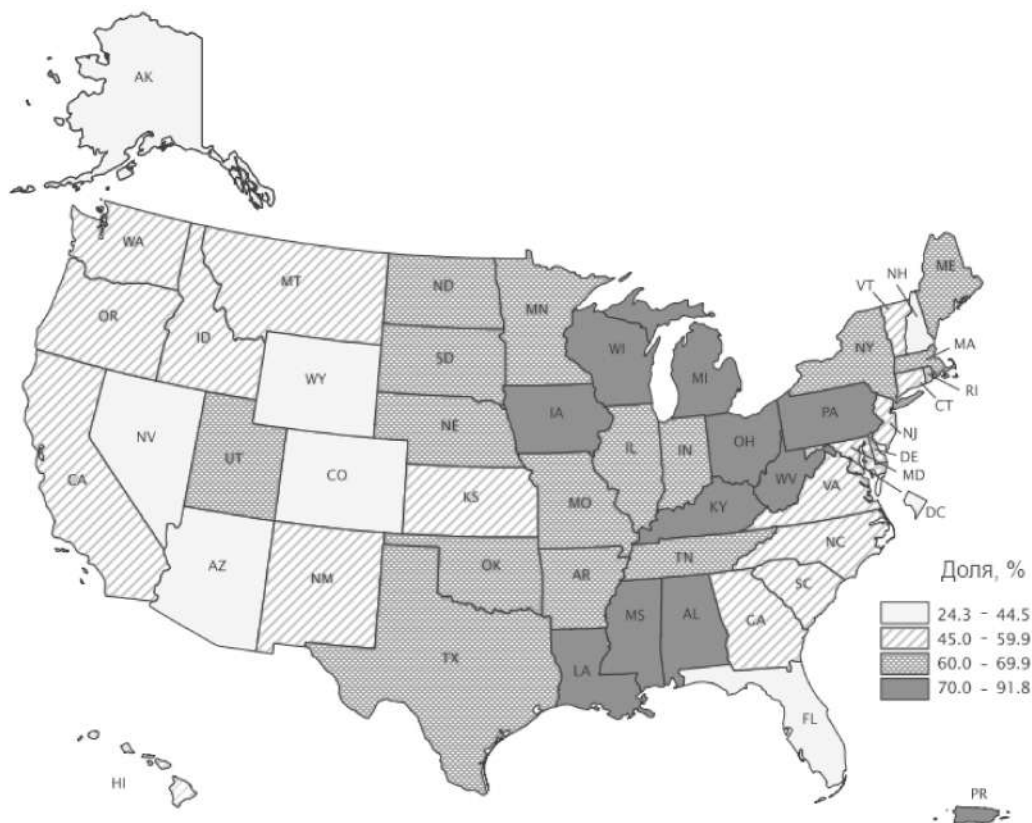 AK
WA
MT
ND
MN
ME
VT
NH
OR
ID
SD
WI
NY
MA
WY
MI
RI
CT
NE
IA
PA
NV
UT
IL
IN
OH
NJ
DE
MD
CA
CO
KS
MO
WV
VA
DC
KY
NC
AZ
NM
OK
AR
TN
SC
MS
AL
GA
TX
LA
FL
HI
PR
Доля, %
24.3 – 44.5
45.0 – 59.9
60.0 – 69.9
70.0 – 91.8